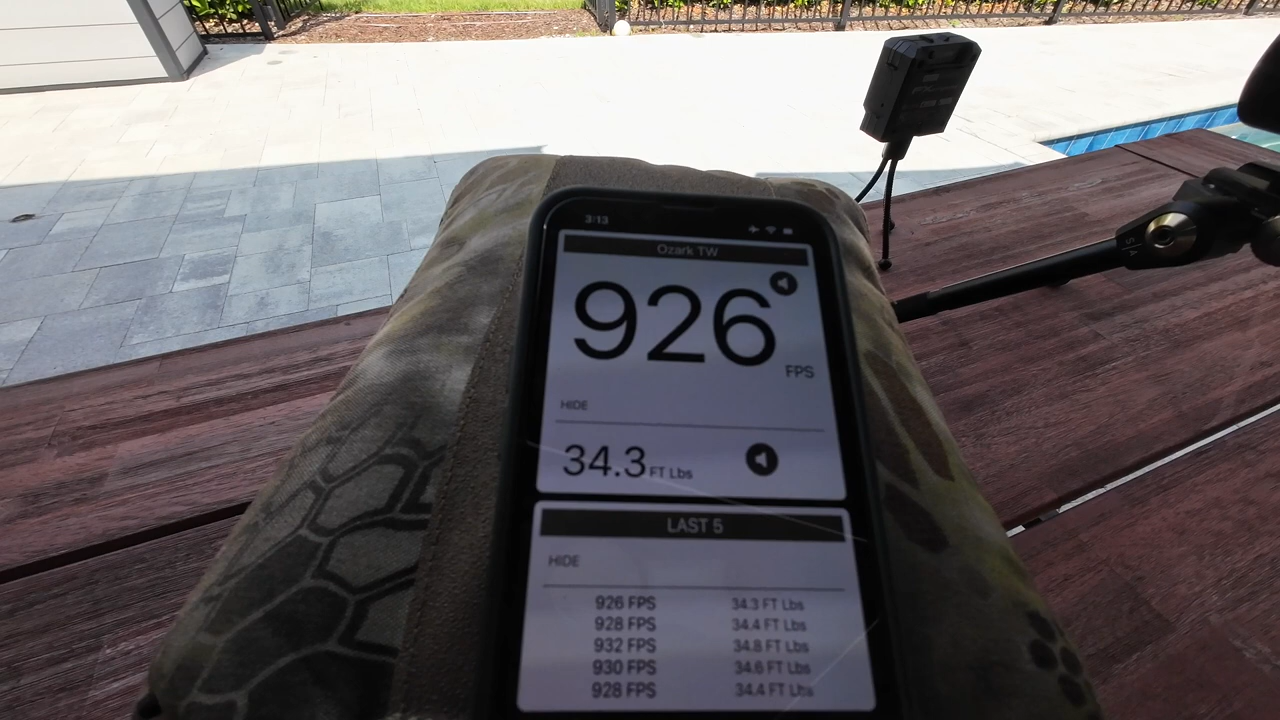 3:13
Ozark TW
926
FPS
HIDE
34.3 FT Lbs
LAST 5
HIDE
926 FPS 34.3 FT Lbs
928 FPS 34.4 FT Lbs
932 FPS 34.8 FT Lbs
930 FPS 34.6 FT Lbs
928 FPS 34.4 FT Lbs